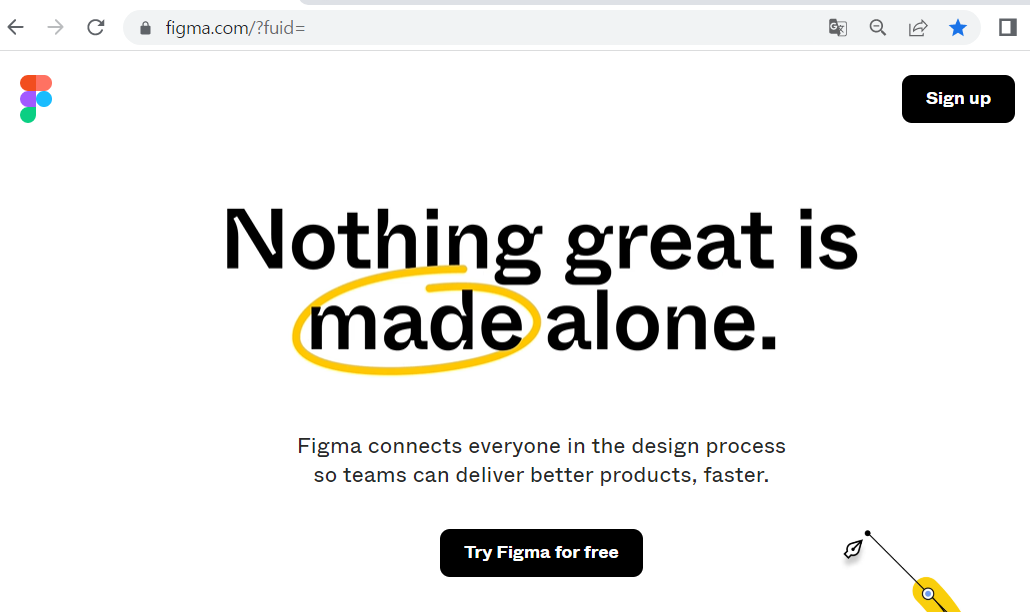 figma.com/?fuid=
Sign up
Nothing great is
made alone.
Figma connects everyone in the design process
so teams can deliver better products, faster.
Try Figma for free